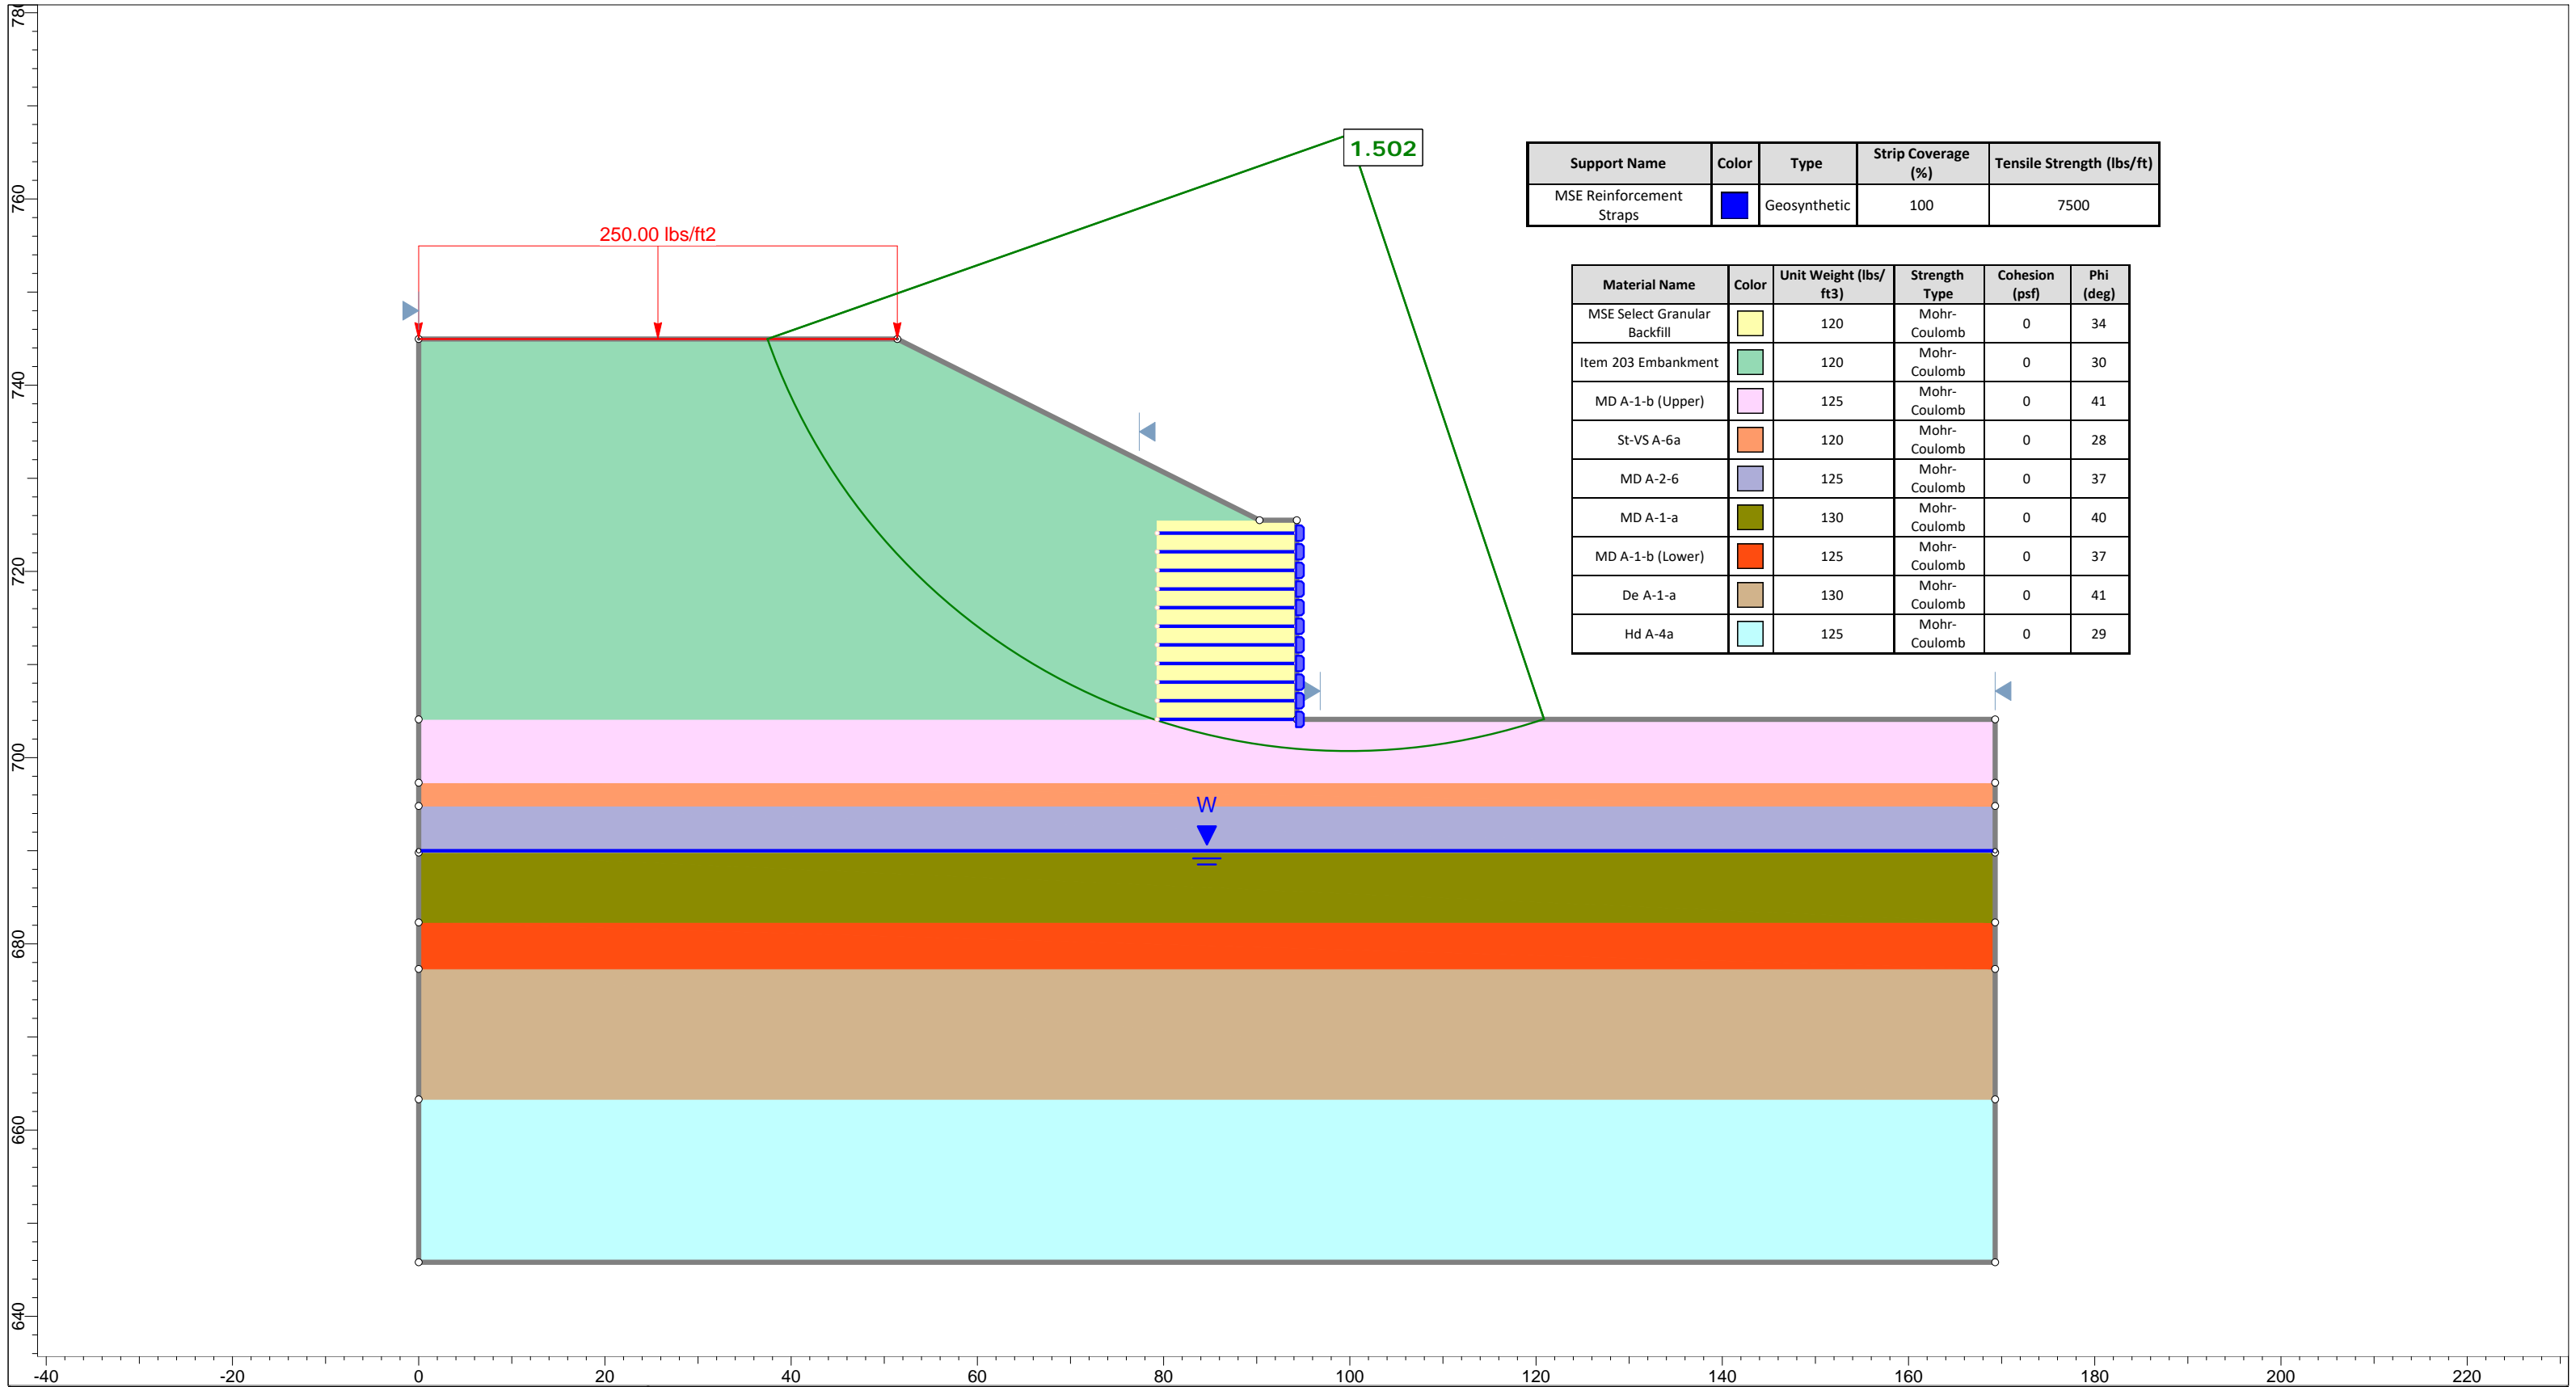 780
760
740
720
700
680
660
640
1.502
250.00 lbs/ft2
W
Support Name Color Type Strip Coverage (%) Tensile Strength (lbs/ft)
MSE Reinforcement Straps Geosynthetic 100 7500
Material Name Color Unit Weight (lbs/ft3) Strength Type Cohesion (psf) Phi (deg)
MSE Select Granular Backfill 120 Mohr-Coulomb 0 34
Item 203 Embankment 120 Mohr-Coulomb 0 30
MD A-1-b (Upper) 125 Mohr-Coulomb 0 41
St-VS A-6a 120 Mohr-Coulomb 0 28
MD A-2-6 125 Mohr-Coulomb 0 37
MD A-1-a 130 Mohr-Coulomb 0 40
MD A-1-b (Lower) 125 Mohr-Coulomb 0 37
De A-1-a 130 Mohr-Coulomb 0 41
Hd A-4a 125 Mohr-Coulomb 0 29
-40 -20 0 20 40 60 80 100 120 140 160 180 200 220